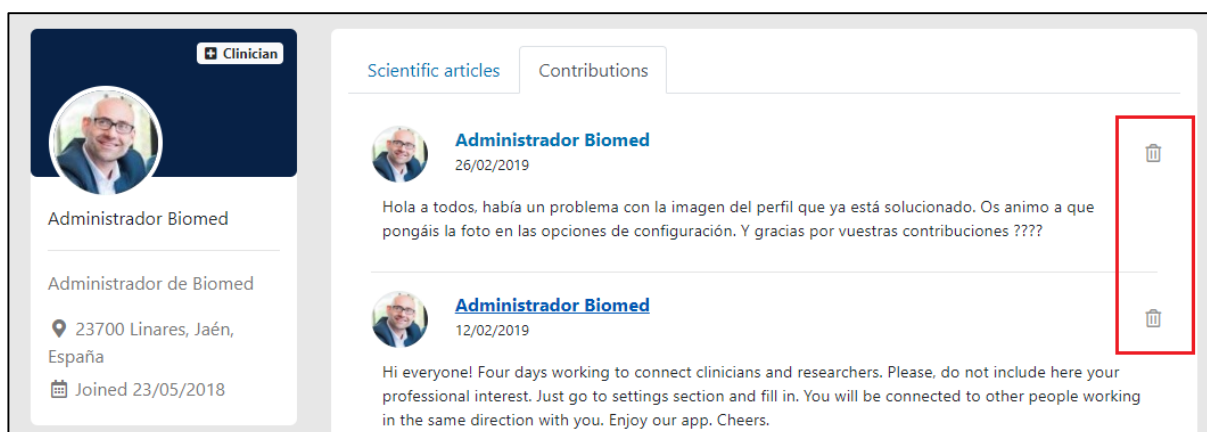 Clinician
Administrador Biomed
Administrador de Biomed
23700 Linares, Jaén,
España
Joined 23/05/2018
Scientific articles
Contributions
Administrador Biomed
26/02/2019
Hola a todos, había un problema con la imagen del perfil que ya está solucionado. Os animo a que
pongáis la foto en las opciones de configuración. Y gracias por vuestras contribuciones ????
Administrador Biomed
12/02/2019
Hi everyone! Four days working to connect clinicians and researchers. Please, do not include here your
professional interest. Just go to settings section and fill in. You will be connected to other people working
in the same direction with you. Enjoy our app. Cheers.